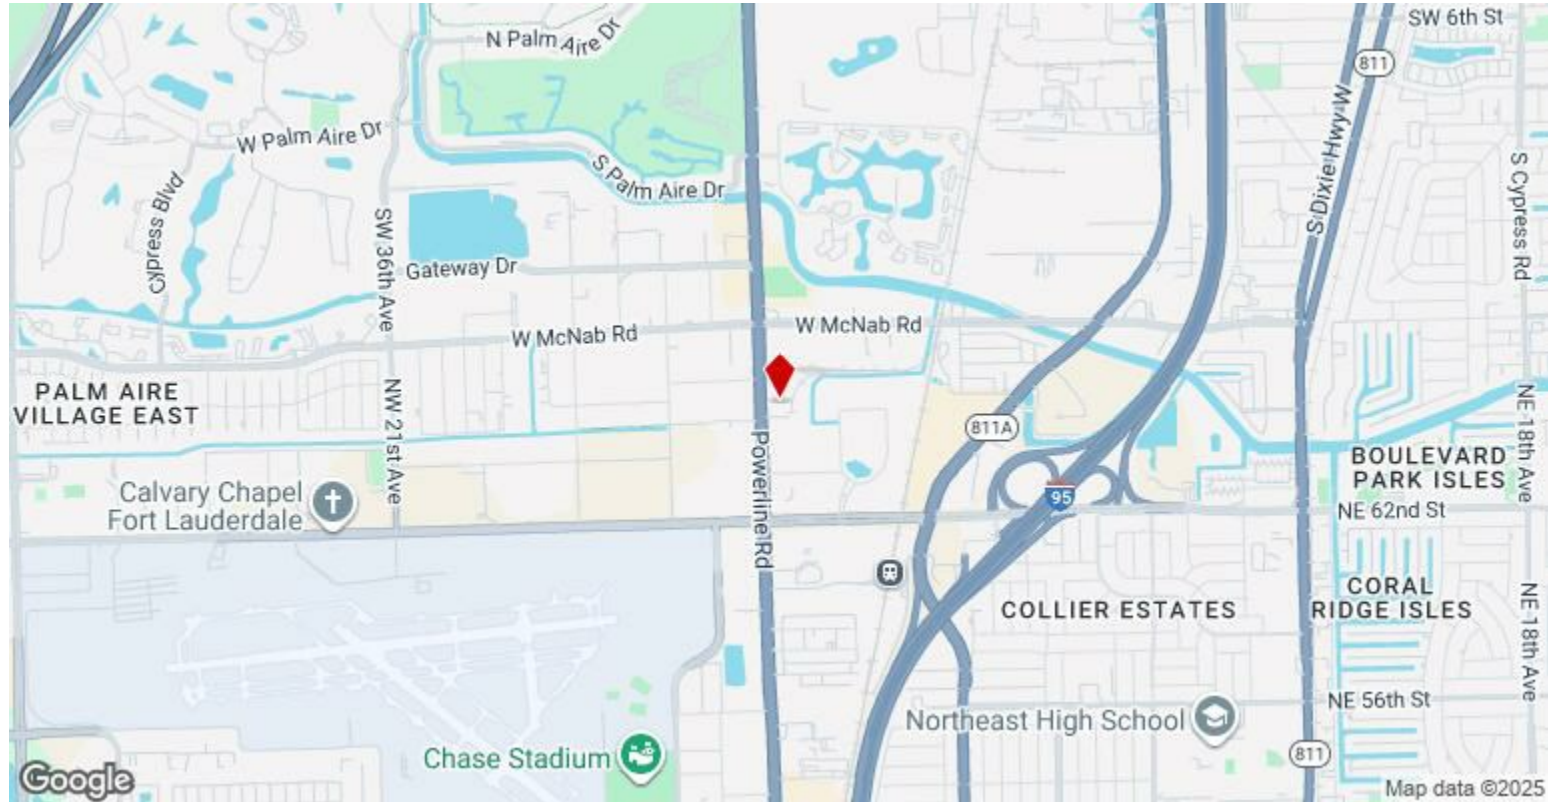 SW 6th St
N Palm Aire Dr
811
W Palm Aire Dr
S Palm Aire Dr
S Dixie Hwy W
S Cypress Rd
Cypress Blvd
SW 36th Ave
Gateway Dr
W McNab Rd
W McNab Rd
PALM AIRE
VILLAGE EAST
NW 21st Ave
811A
Powerline Rd
NE 18th Ave
BOULEVARD
PARK ISLES
Calvary Chapel
Fort Lauderdale
95
NE 62nd St
CORAL
RIDGE ISLES
COLLIER ESTATES
NE 18th Ave
NE 56th St
Northeast High School
Chase Stadium
811
Google
Map data ©2025